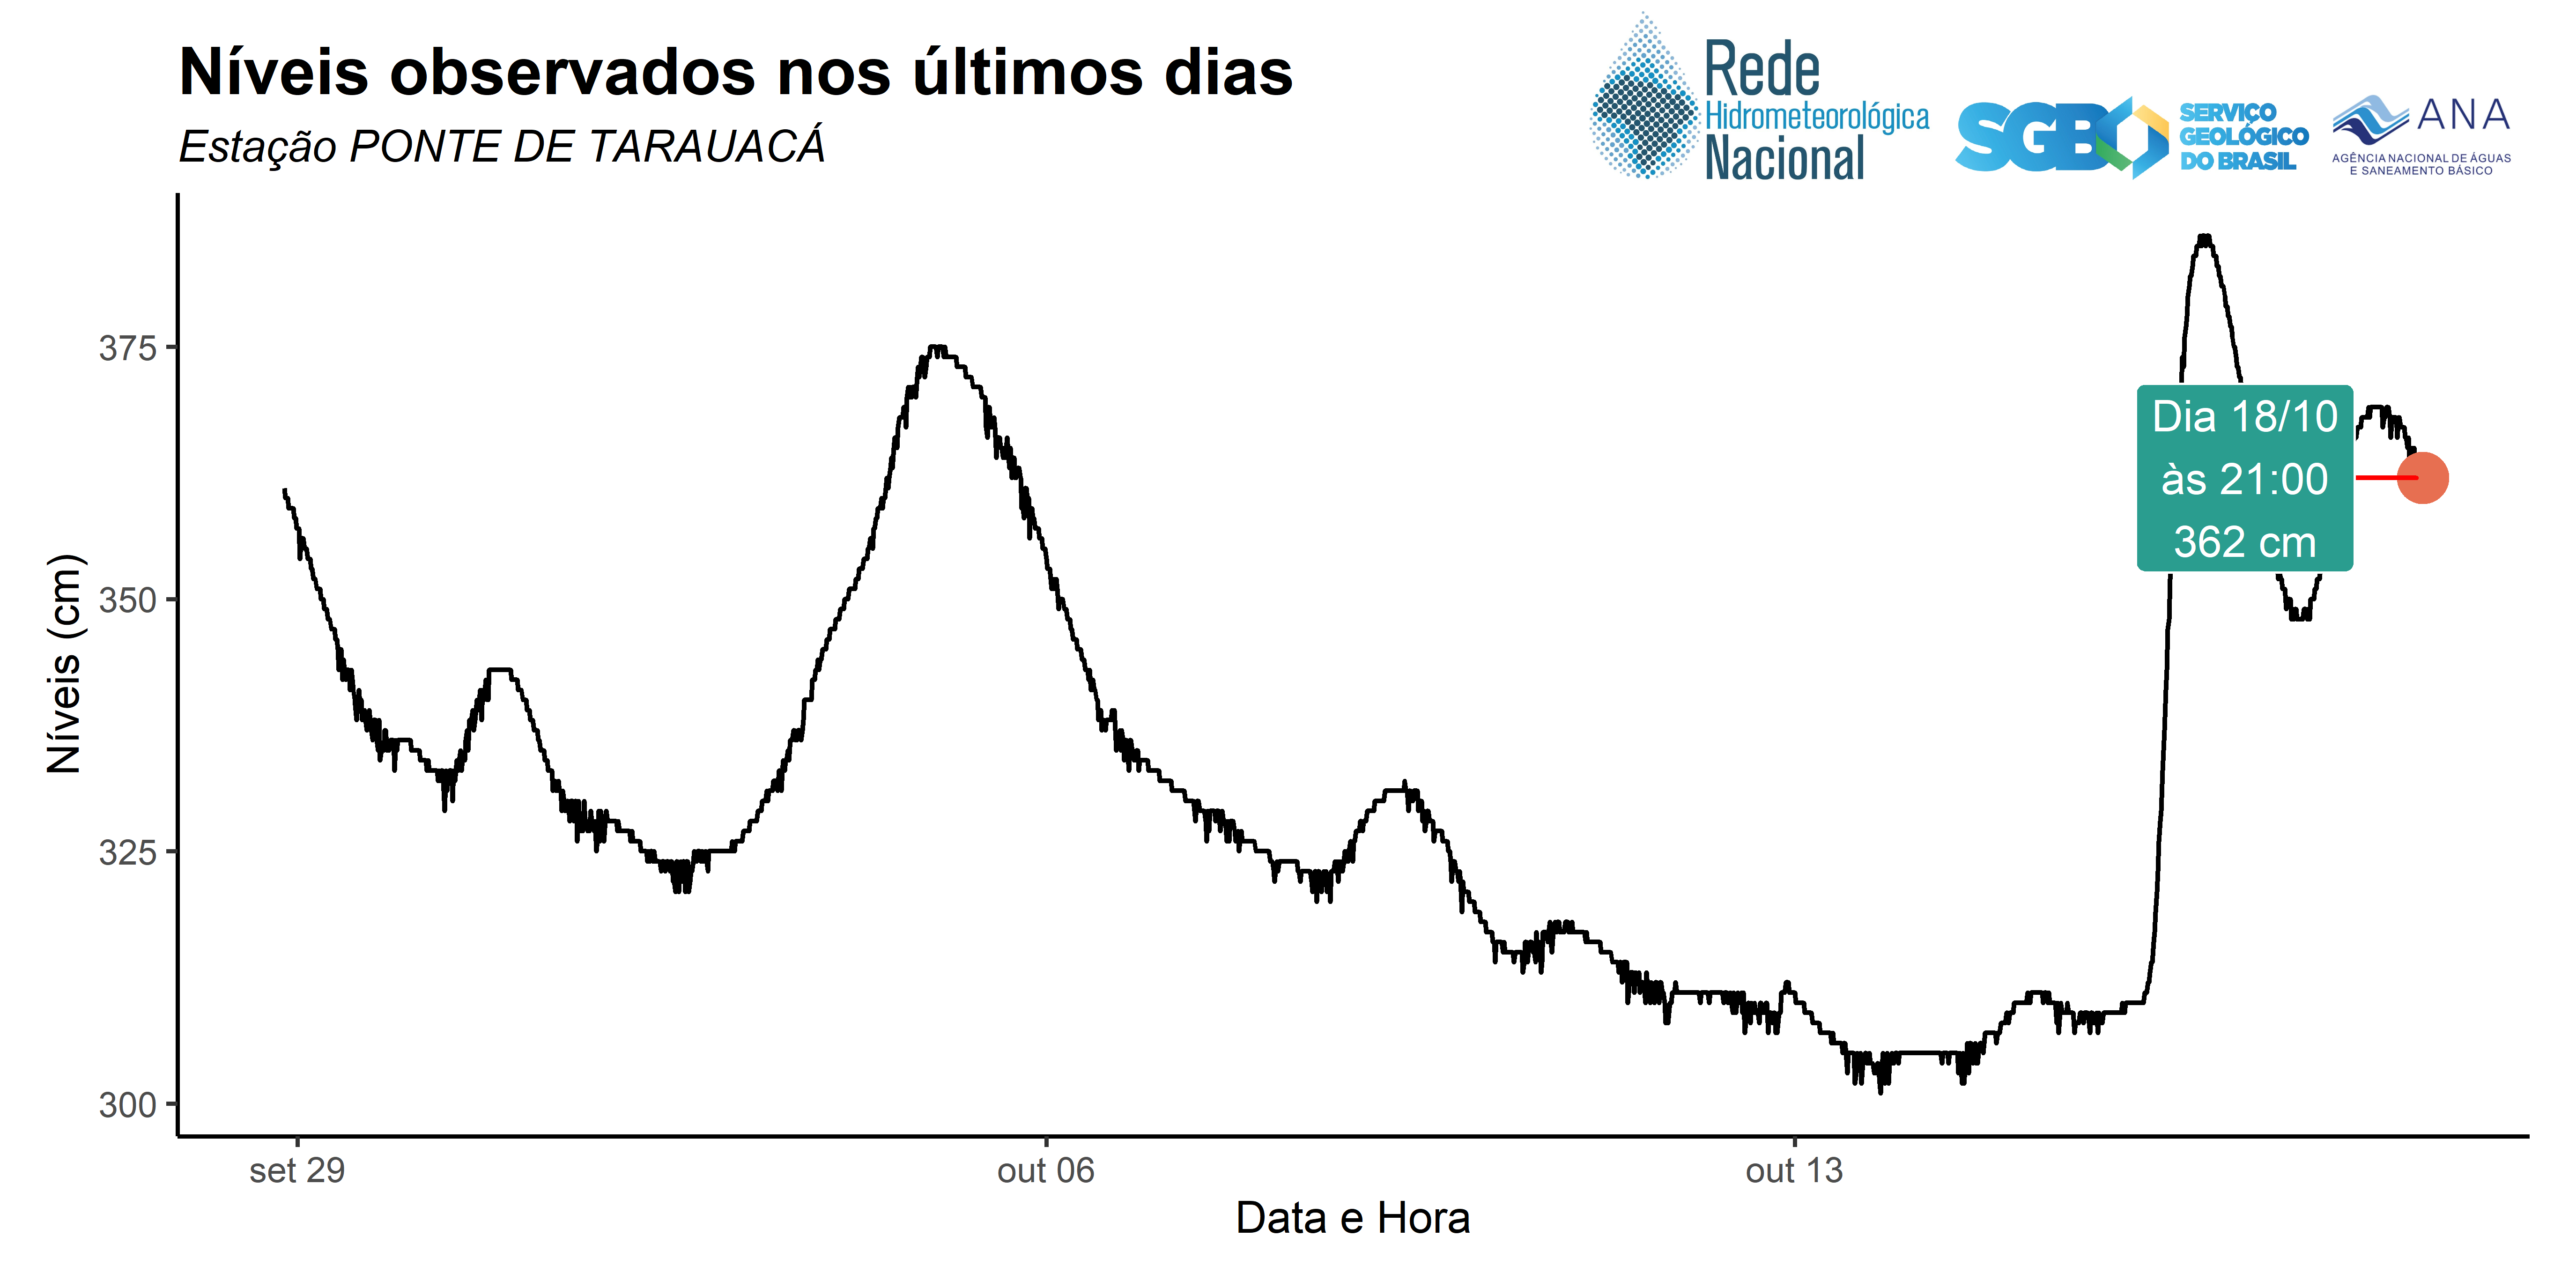 Níveis observados nos últimos dias
Estação PONTE DE TARAUACÁ
Rede
Hidrometeorológica
Nacional
SGB
SERVIÇO
GEOLÓGICO
DO BRASIL
ANA
AGÊNCIA NACIONAL DE ÁGUAS
E SANEAMENTO BÁSICO
Níveis (cm)
375
350
325
300
Dia 18/10
às 21:00
362 cm
set 29
out 06
out 13
Data e Hora